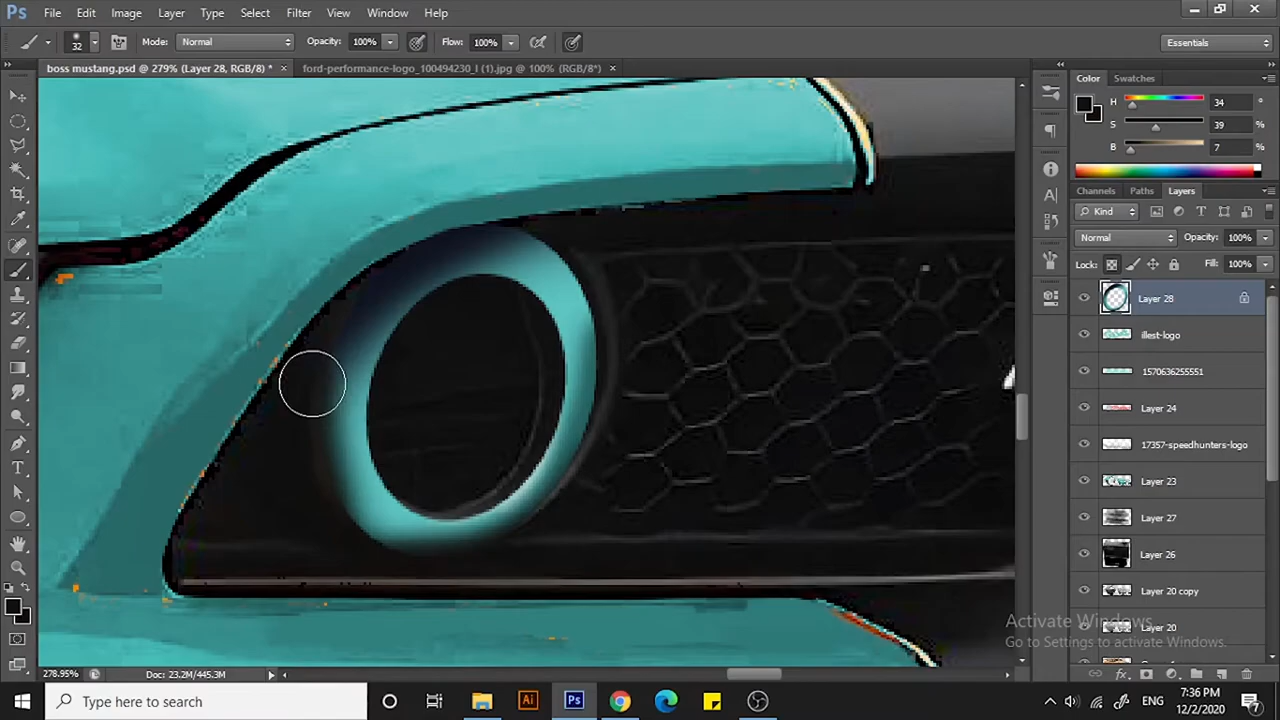 Ps File Edit Image Layer Type Select Filter 3D View Window Help
32 Mode: Normal Opacity: 100% Flow: 100% Essentials
boss mustang.psd @ 279% (Layer 28, RGB/8) * × ford-performance-logo_100494230_l (1).jpg @ 100% (RGB/8*) ×
Color Swatches
H 34 °
S 39 %
B 7 %
Channels Paths Layers
Kind
Normal Opacity: 100%
Lock: Fill: 100%
Layer 28
illest-logo
1570636255551
Layer 24
17357-speedhunters-logo
Layer 23
Layer 27
Layer 26
Layer 20 copy
Layer 20
Activate Windows
Go to Settings to activate Windows.
278.95% Doc: 23.2M/445.3M
Type here to search
Ai Ps
ENG
7:36 PM
12/2/2020
7